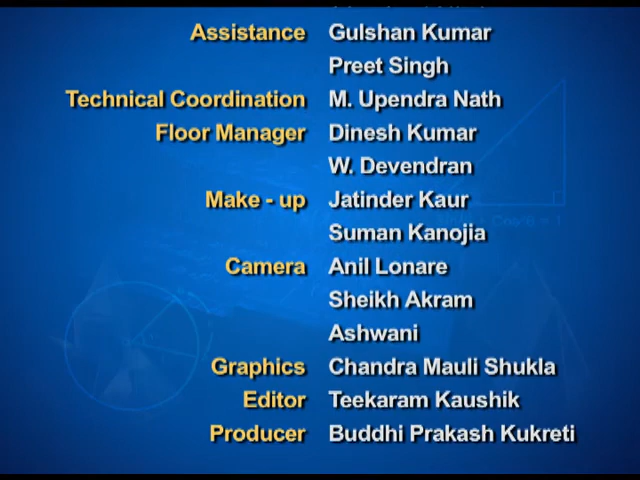 Assistance Gulshan Kumar
Preet Singh
Technical Coordination M. Upendra Nath
Floor Manager Dinesh Kumar
W. Devendran
Make - up Jatinder Kaur
Suman Kanojia
Camera Anil Lonare
Sheikh Akram
Ashwani
Graphics Chandra Mauli Shukla
Editor Teekaram Kaushik
Producer Buddhi Prakash Kukreti